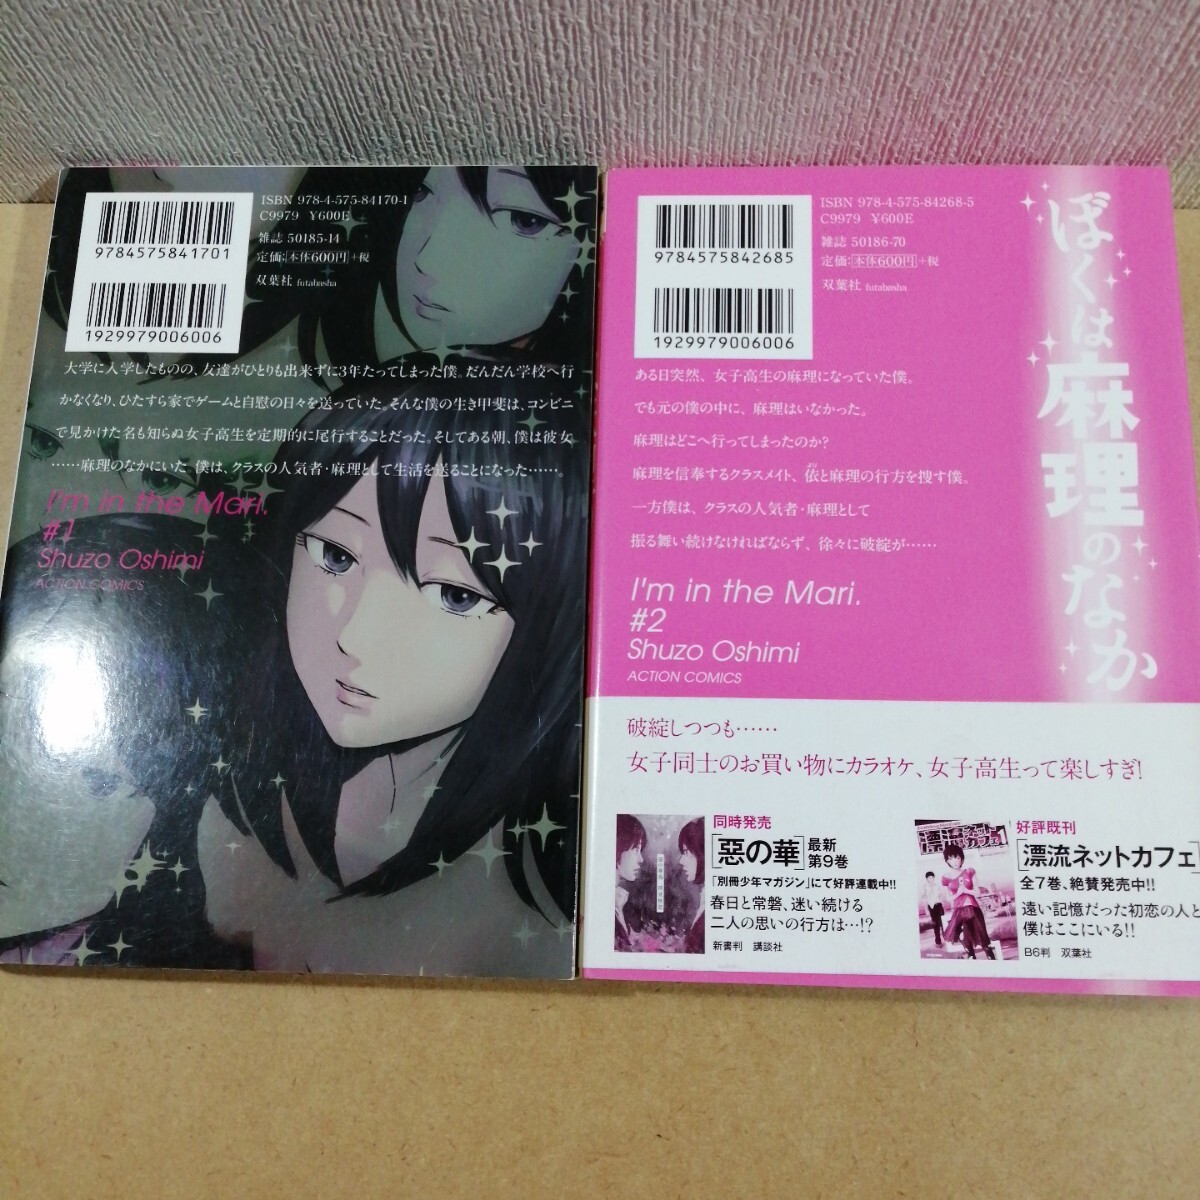 ISBN 978-4-575-84170-1
C9979 ¥600E
雑誌 50185-14
定価:本体600円+税
双葉社 futabasha
9784575841701
1929979006006
大学に入学したものの、友達がひとりも出来ずに3年たってしまった僕。だんだん学校へ行
かなくなり、ひたすら家でゲームと自慰の日々を送っていた。そんな僕の生き甲斐は、コンビニ
で見かけた名も知らぬ女子高生を定期的に尾行することだった。そしてある朝、僕は彼女
……麻理のなかにいた 僕は、クラスの人気者・麻理として生活を送ることになった……。
I'm in the Mari.
#1
Shuzo Oshimi
ACTION COMICS
ISBN 978-4-575-84268-5
C9979 ¥600E
雑誌 50186-70
定価:本体600円+税
双葉社 futabasha
9784575842685
1929979006006
ぼくは麻理のなか
ある日突然、女子高生の麻理になっていた僕。
でも元の僕の中に、麻理はいなかった。
麻理はどこへ行ってしまったのか?
麻理を信奉するクラスメイト、依と麻理の行方を捜す僕。
一方僕は、クラスの人気者・麻理として
振る舞い続けなければならず、徐々に破綻が……
I'm in the Mari.
#2
Shuzo Oshimi
ACTION COMICS
破綻しつつも……
女子同士のお買い物にカラオケ、女子高生って楽しすぎ!
同時発売
[惡の華]最新第9巻
「別冊少年マガジン」にて好評連載中!!
春日と常磐、迷い続ける
二人の思いの行方は…!?
新書判 講談社
好評既刊
[漂流ネットカフェ]
全7巻、絶賛発売中!!
遠い記憶だった初恋の人と
僕はここにいる!!
B6判 双葉社